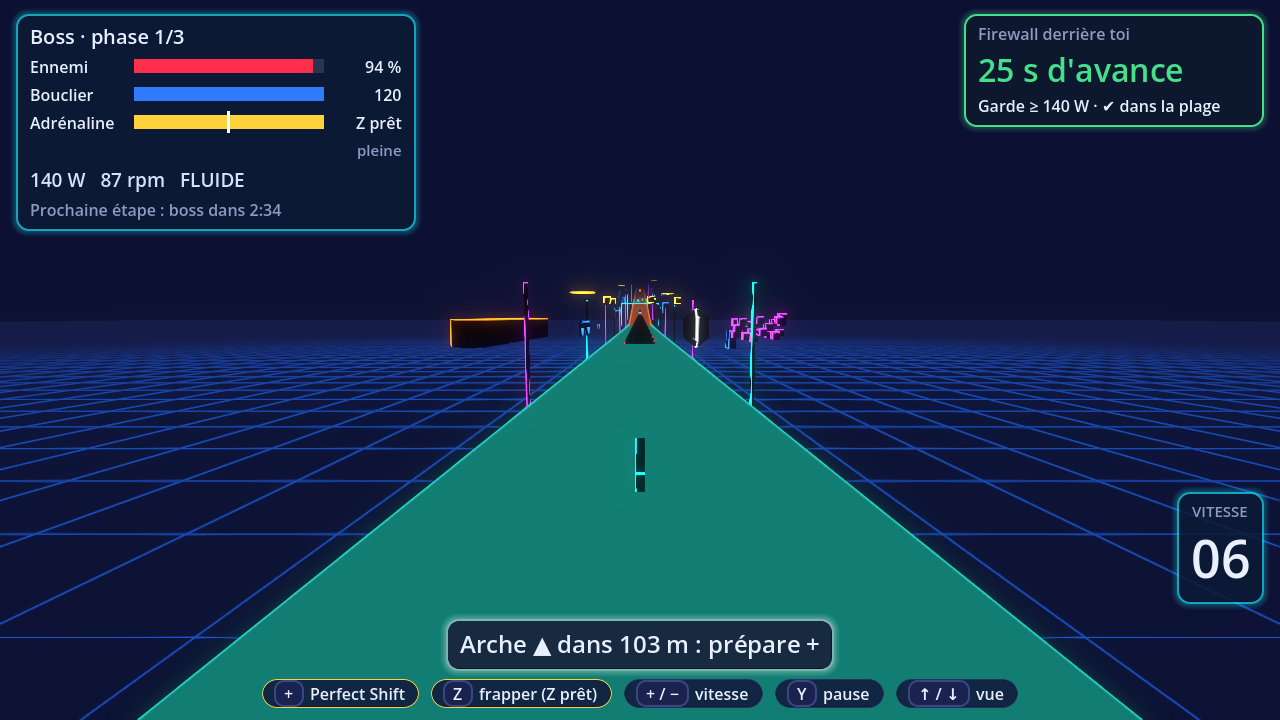 Boss · phase 1/3
Ennemi 94 %
Bouclier 120
Adrénaline Z prêt
pleine
140 W 87 rpm FLUIDE
Prochaine étape : boss dans 2:34
Firewall derrière toi
25 s d'avance
Garde ≥ 140 W · ✔ dans la plage
VITESSE
06
Arche ▲ dans 103 m : prépare +
+ Perfect Shift Z frapper (Z prêt) + / − vitesse Y pause ↑ / ↓ vue